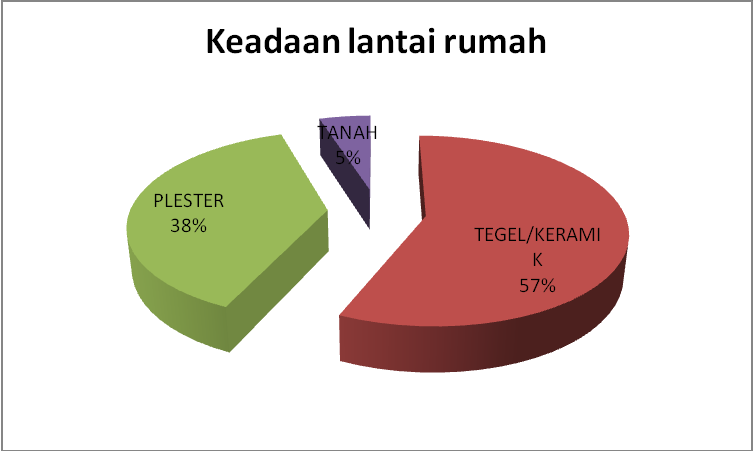 Keadaan lantai rumah
TANAH
5%
PLESTER
38%
TEGEL/KERAMI
K
57%